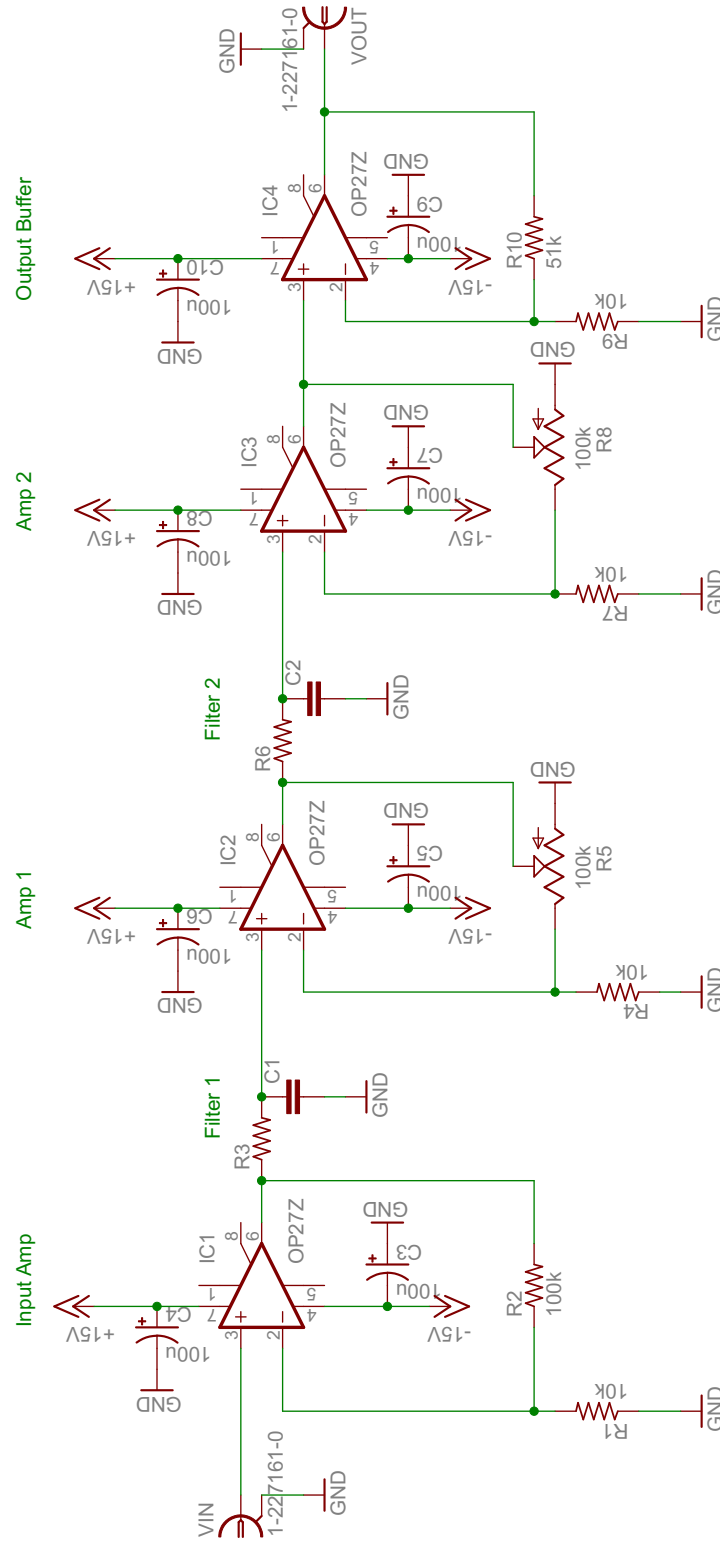 Input Amp
Filter 1
Amp 1
Filter 2
Amp 2
Output Buffer
VIN
1-227161-0
GND
+15V
C4
100u
GND
IC1
OP27Z
1
7
3
2
8
6
5
4
C3
100u
GND
-15V
R1
10k
GND
R2
100k
R3
C1
GND
+15V
C6
100u
GND
IC2
OP27Z
1
7
3
2
8
6
5
4
C5
100u
GND
-15V
R4
10k
GND
100k
R5
GND
R6
C2
GND
+15V
C8
100u
GND
IC3
OP27Z
1
7
3
2
8
6
5
4
C7
100u
GND
-15V
R7
10k
GND
100k
R8
GND
+15V
C10
100u
GND
IC4
OP27Z
1
7
3
2
8
6
5
4
C9
100u
GND
-15V
R9
10k
GND
R10
51k
GND
1-227161-0
VOUT